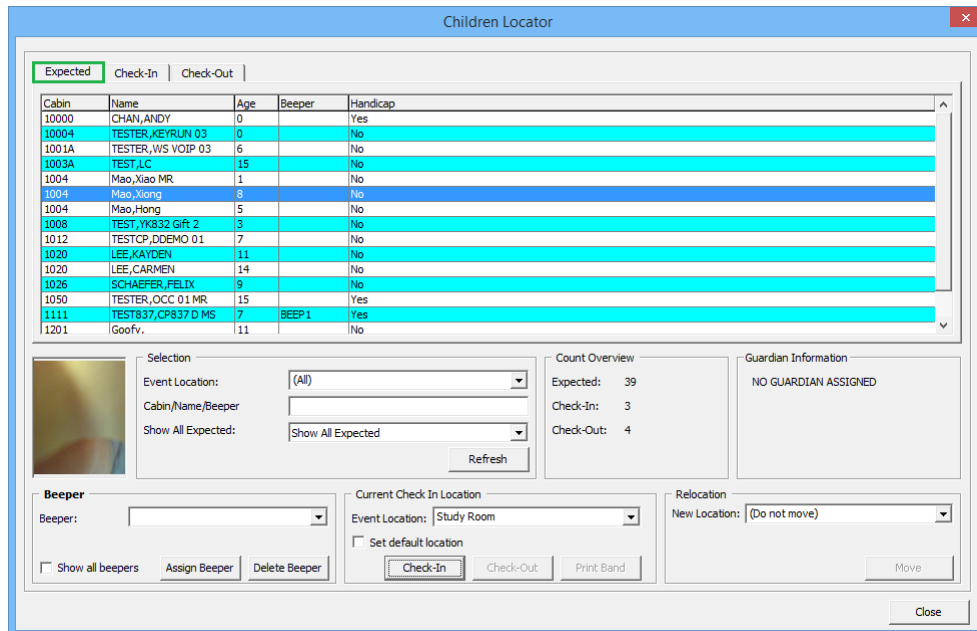 Children Locator
Expected Check-In Check-Out
Cabin Name Age Beeper Handicap
10000 CHAN,ANDY 0 Yes
10004 TESTER,KEYRUN 03 0 No
1001A TESTER,WS VOIP 03 6 No
1003A TEST,LC 15 No
1004 Mao,Xiao MR 1 No
1004 Mao,Xiong 8 No
1004 Mao,Hong 5 No
1008 TEST,YK832 Gift 2 3 No
1012 TESTCP,DDEMO 01 7 No
1020 LEE,KAYDEN 11 No
1020 LEE,CARMEN 14 No
1026 SCHAEFER,FELIX 9 No
1050 TESTER,OCC 01 MR 15 Yes
1111 TEST837,CP837 D MS 7 BEEP1 Yes
1201 Goofy, 11 No
Selection
Event Location: (All)
Cabin/Name/Beeper
Show All Expected: Show All Expected
Refresh
Count Overview
Expected: 39
Check-In: 3
Check-Out: 4
Guardian Information
NO GUARDIAN ASSIGNED
Beeper
Beeper:
Show all beepers Assign Beeper Delete Beeper
Current Check In Location
Event Location: Study Room
Set default location
Check-In Check-Out Print Band
Relocation
New Location: (Do not move)
Move
Close